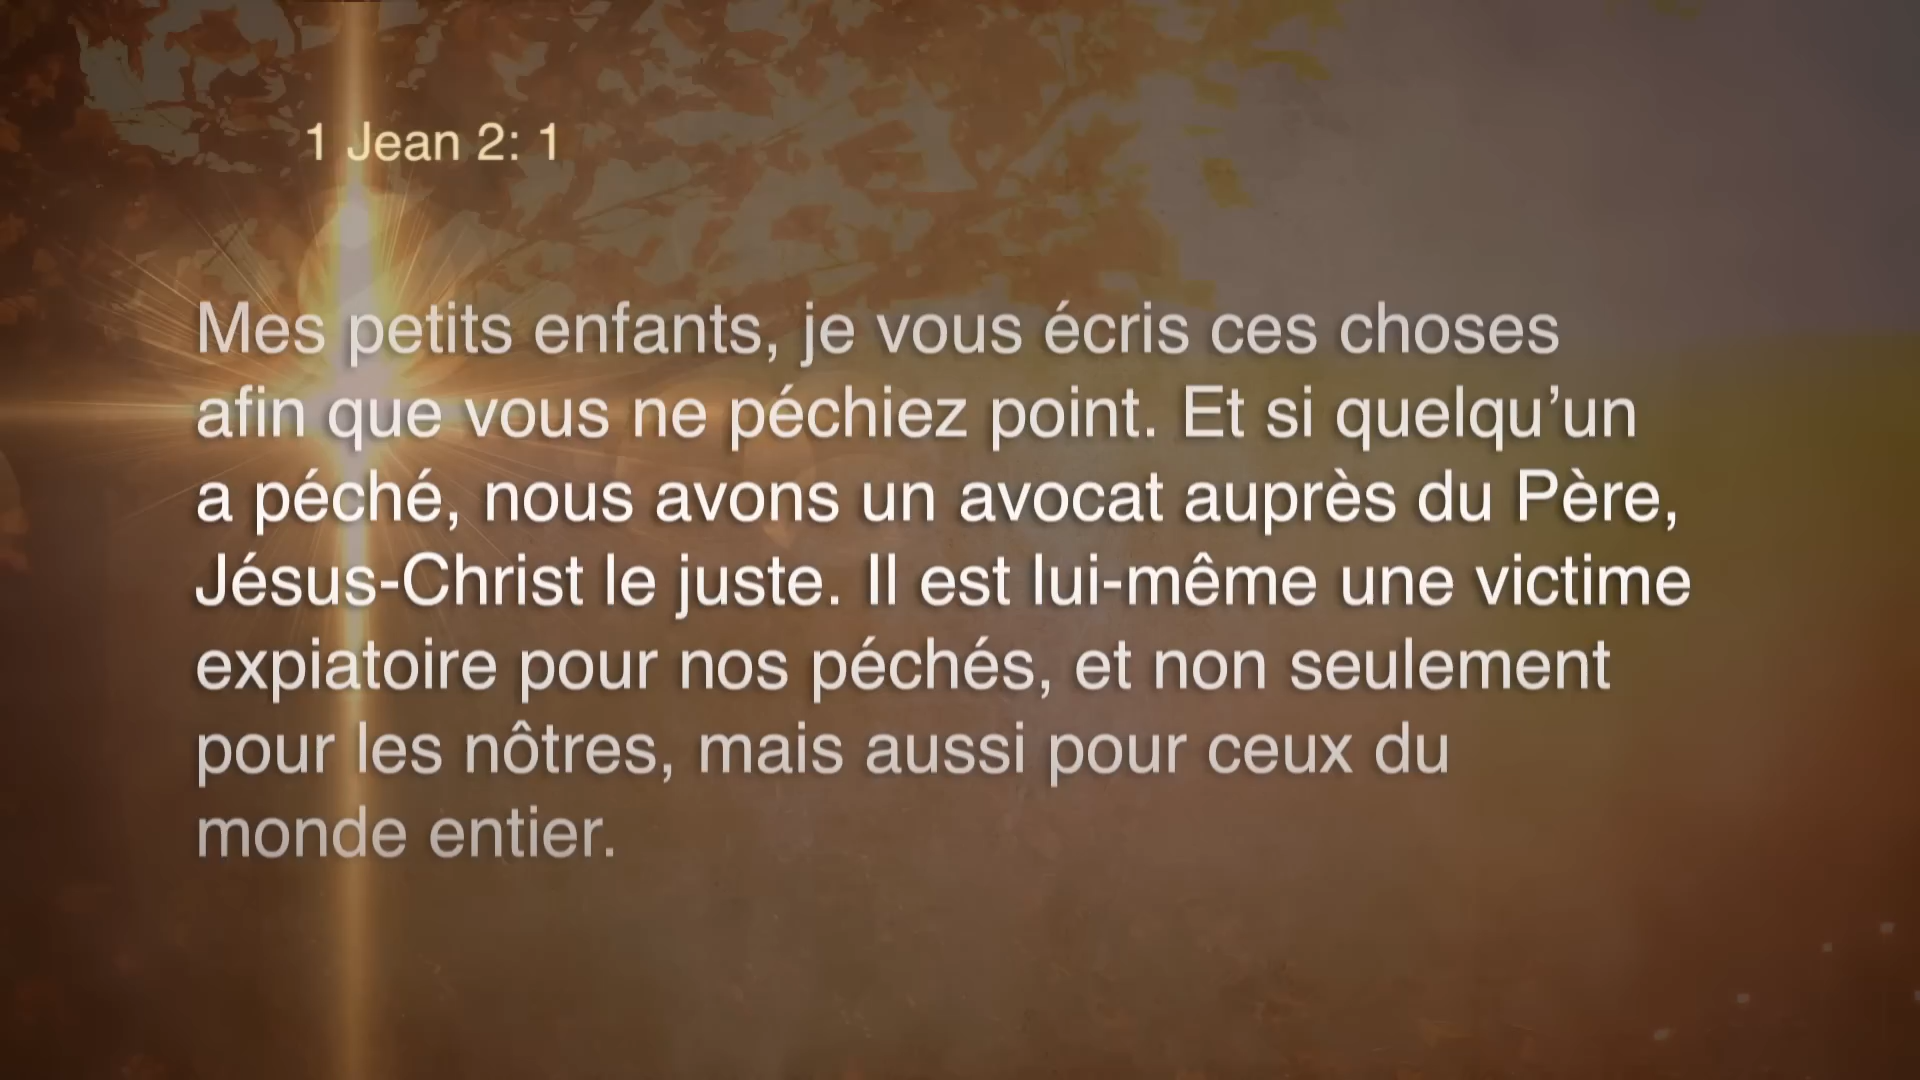 1 Jean 2: 1
Mes petits enfants, je vous écris ces choses
afin que vous ne péchiez point. Et si quelqu’un
a péché, nous avons un avocat auprès du Père,
Jésus-Christ le juste. Il est lui-même une victime
expiatoire pour nos péchés, et non seulement
pour les nôtres, mais aussi pour ceux du
monde entier.